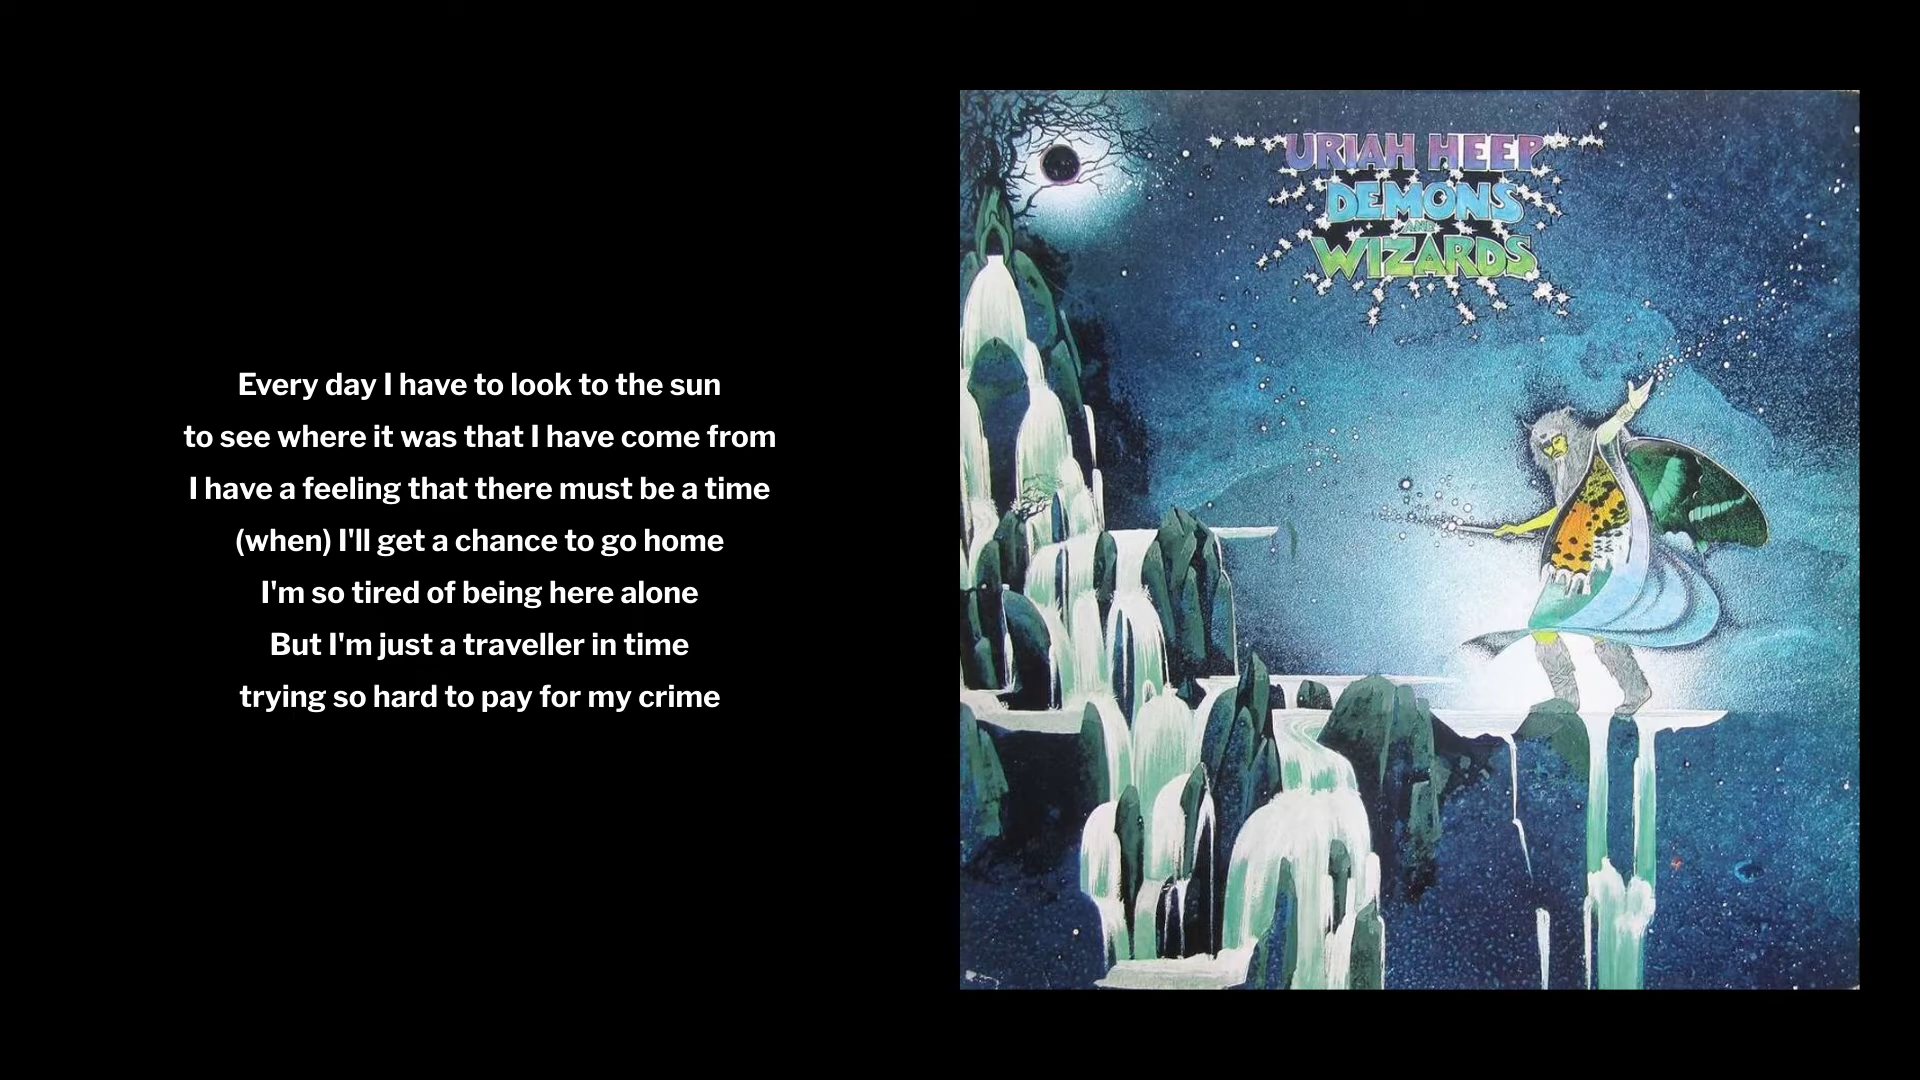 Every day I have to look to the sun
to see where it was that I have come from
I have a feeling that there must be a time
(when) I'll get a chance to go home
I'm so tired of being here alone
But I'm just a traveller in time
trying so hard to pay for my crime
URIAH HEEP
DEMONS
AND
WIZARDS